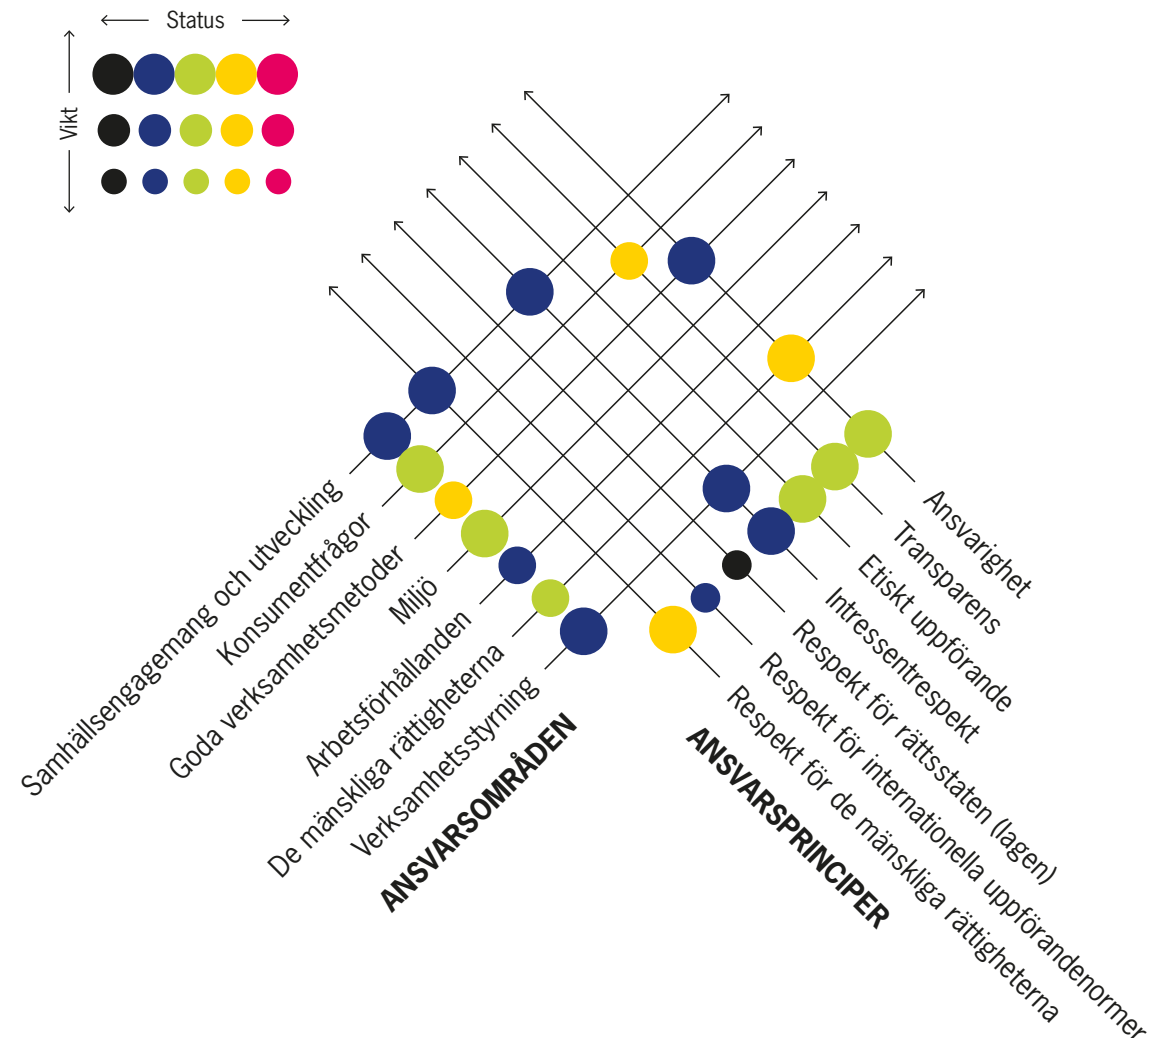 Status
Vikt
Samhällsengagemang och utveckling
Konsumentfrågor
Goda verksamhetsmetoder
Miljö
Arbetsförhållanden
De mänskliga rättigheterna
Verksamhetsstyrning
ANSVARSOMRÅDEN
Ansvarighet
Transparens
Etiskt uppförande
Intressentrespekt
Respekt för rättsstaten (lagen)
Respekt för internationella uppförandenormer
Respekt för de mänskliga rättigheterna
ANSVARSPRINCIPER